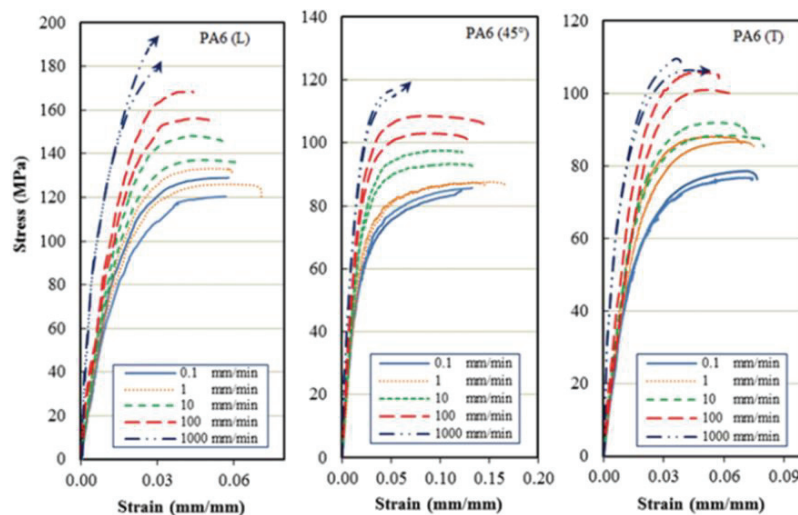 PA6 (L)
Stress (MPa)
200
180
160
140
120
100
80
60
40
20
0
0.00
0.03
0.06
Strain (mm/mm)
0.1 mm/min
1 mm/min
10 mm/min
100 mm/min
1000 mm/min
PA6 (45°)
140
120
100
80
60
40
20
0
0.00
0.05
0.10
0.15
0.20
Strain (mm/mm)
0.1 mm/min
1 mm/min
10 mm/min
100 mm/min
1000 mm/min
PA6 (T)
120
100
80
60
40
20
0
0.00
0.03
0.06
0.09
Strain (mm/mm)
0.1 mm/min
1 mm/min
10 mm/min
100 mm/min
1000 mm/min